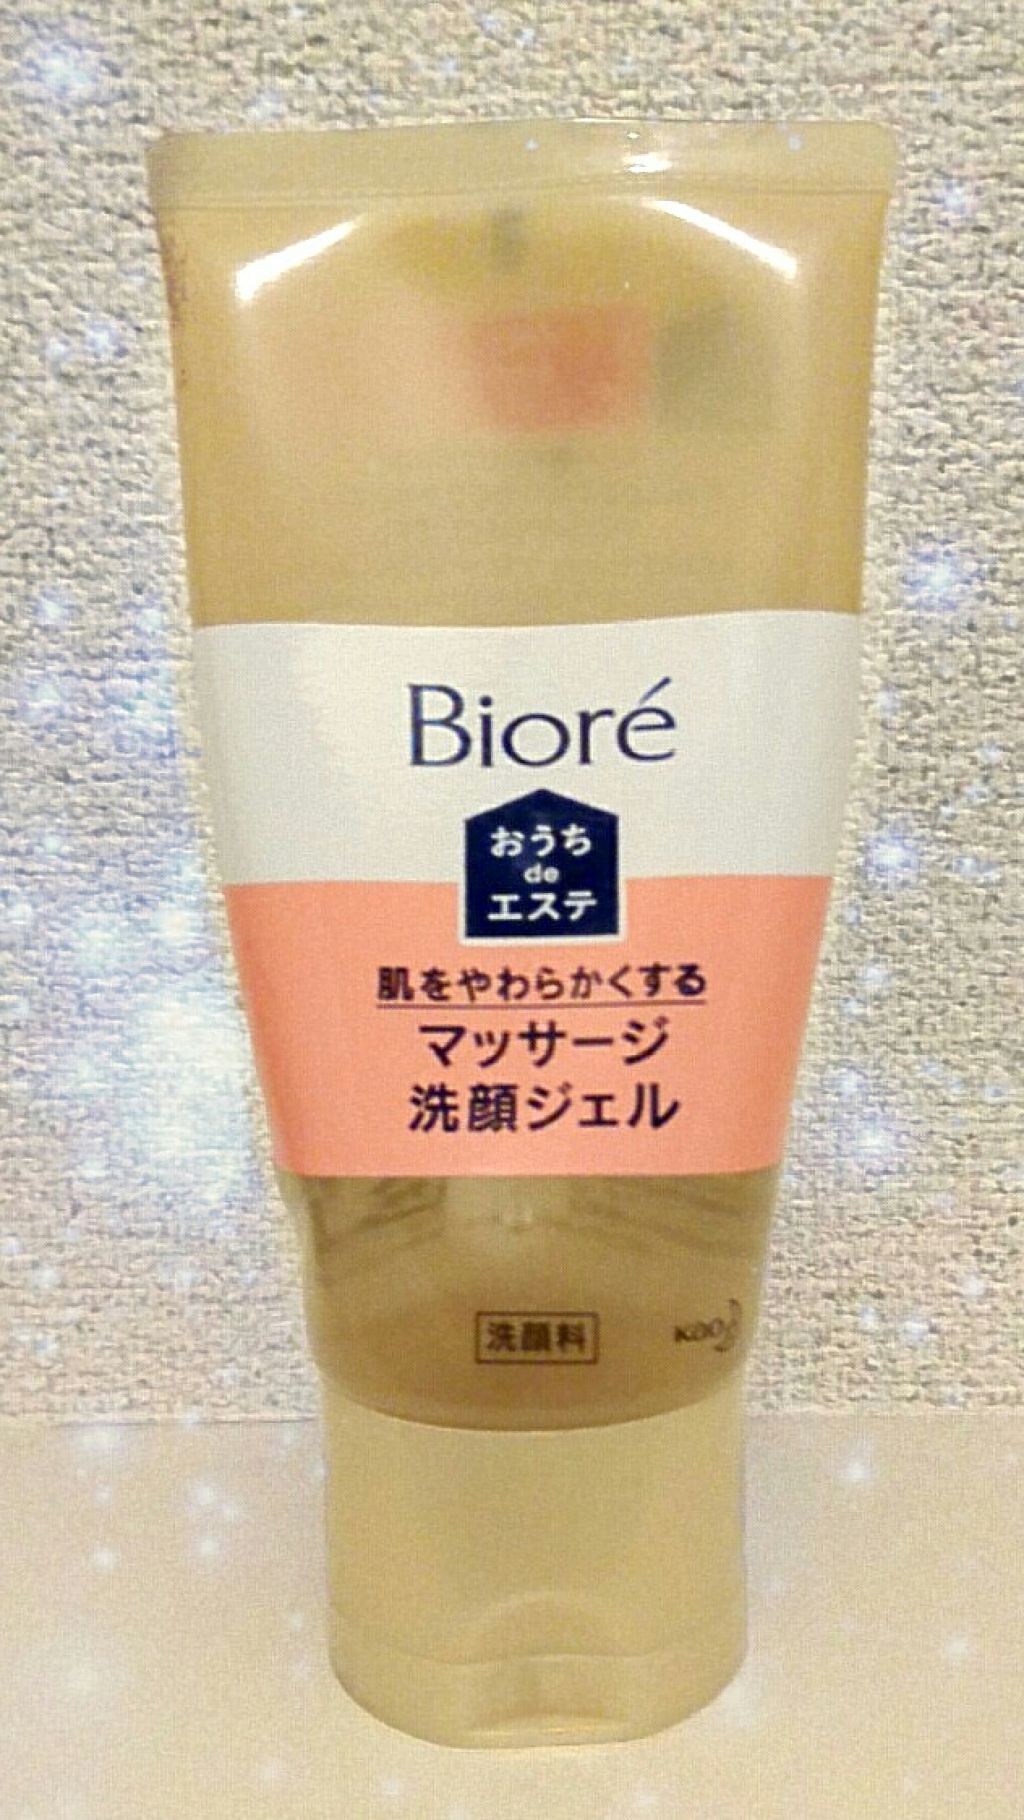 Bioré
おうち
de
エステ
肌をやわらかくする
マッサージ
洗顔ジェル
洗顔料
Kao